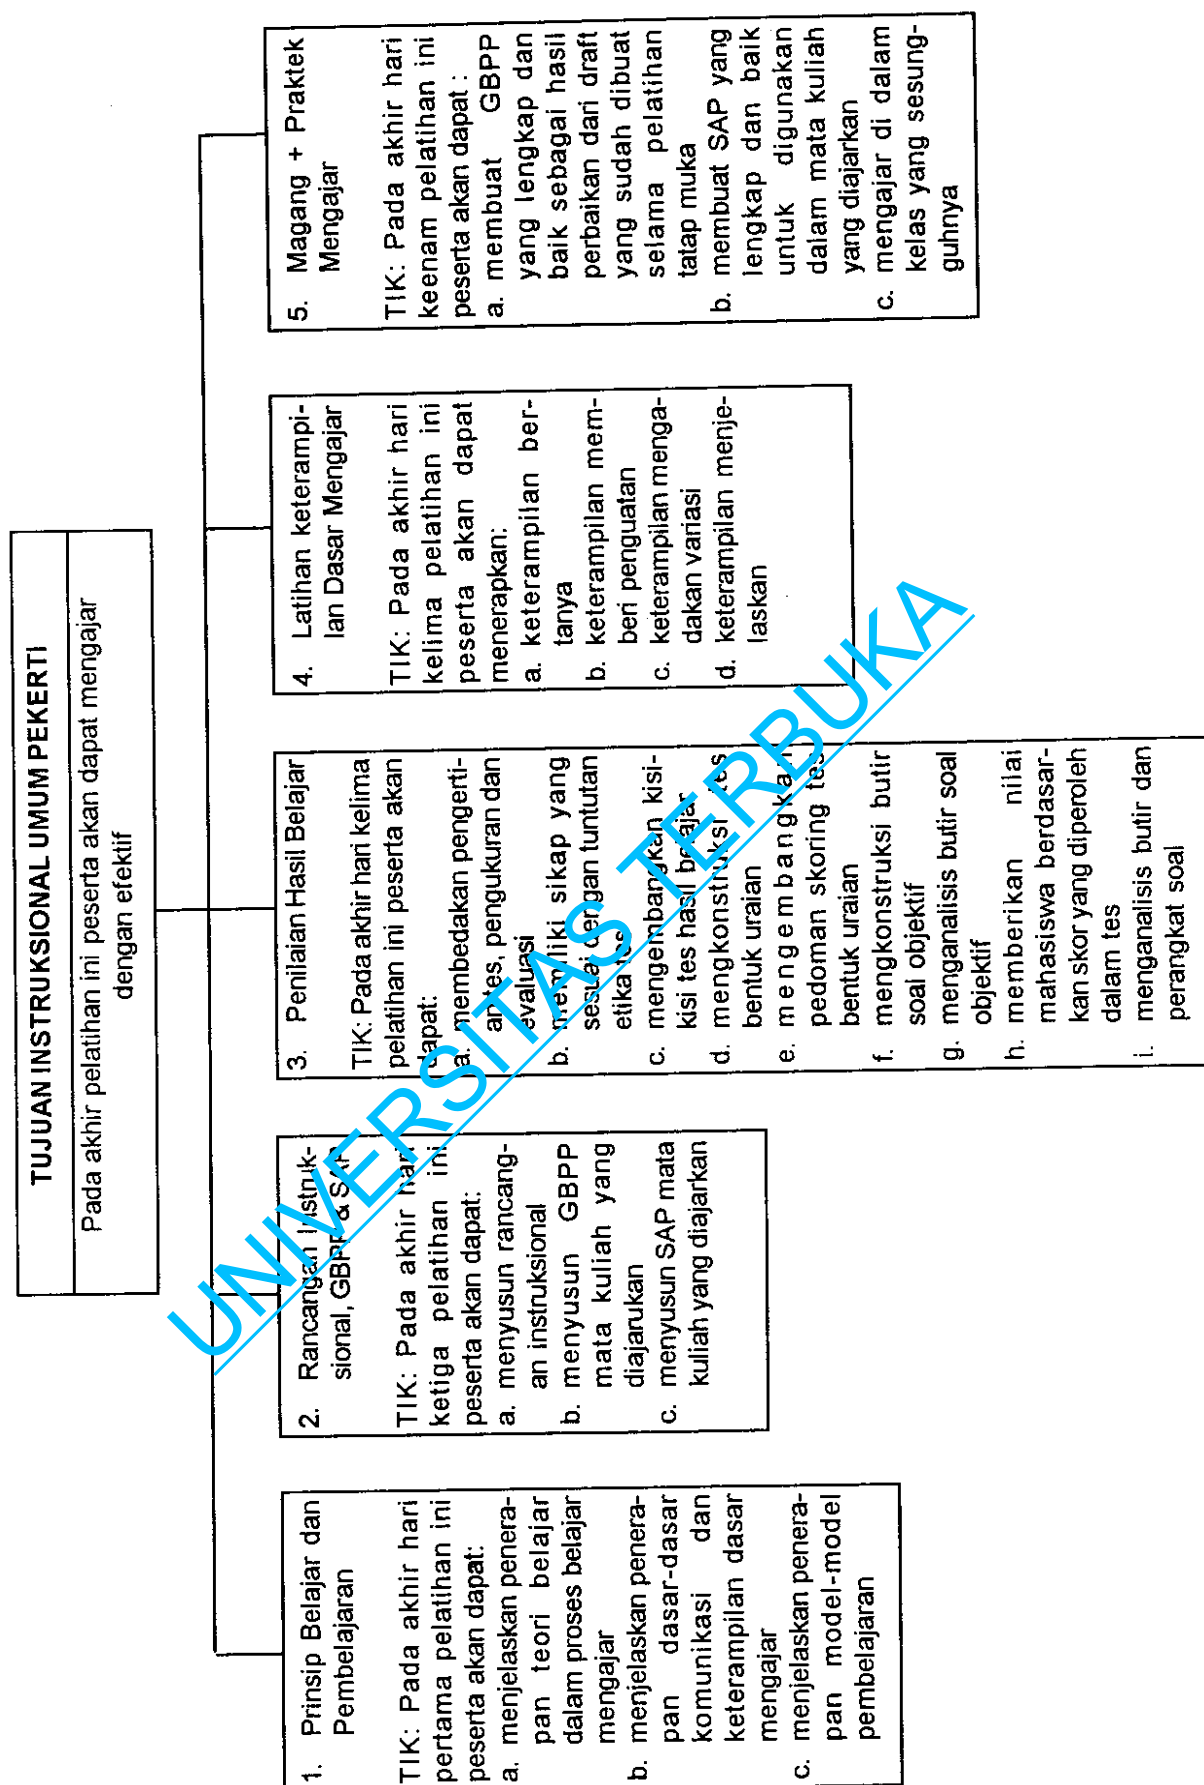 TUJUAN INSTRUKSIONAL UMUM PEKERTI
Pada akhir pelatihan ini peserta akan dapat mengajar
dengan efektif
1. Prinsip Belajar dan
Pembelajaran
TIK: Pada akhir hari
pertama pelatihan ini
peserta akan dapat:
a. menjelaskan penera-
pan teori belajar
dalam proses belajar
mengajar
b. menjelaskan penera-
pan dasar-dasar
komunikasi dan
keterampilan dasar
mengajar
c. menjelaskan penera-
pan model-model
pembelajaran
2. Rancangan Instruk-
sional, GBPP & SAP
TIK: Pada akhir hari
ketiga pelatihan ini
peserta akan dapat:
a. menyusun rancang-
an instruksional
b. menyusun GBPP
mata kuliah yang
diajarukan
c. menyusun SAP mata
kuliah yang diajarkan
3. Penilaian Hasil Belajar
TIK: Pada akhir hari kelima
pelatihan ini peserta akan
dapat:
a. membedakan pengerti-
an tes, pengukuran dan
evaluasi
b. memiliki sikap yang
sesuai dengan tuntutan
etika tes
c. mengembangkan kisi-
kisi tes hasil belajar
d. mengkonstruksi tes
bentuk uraian
e. mengembangkan
pedoman skoring tes
bentuk uraian
f. mengkonstruksi butir
soal objektif
g. menganalisis butir soal
objektif
h. memberikan nilai
mahasiswa berdasar-
kan skor yang diperoleh
dalam tes
i. menganalisis butir dan
perangkat soal
4. Latihan keterampi-
lan Dasar Mengajar
TIK: Pada akhir hari
kelima pelatihan ini
peserta akan dapat
menerapkan:
a. keterampilan ber-
tanya
b. keterampilan mem-
beri penguatan
c. keterampilan menga-
dakan variasi
d. keterampilan menje-
laskan
5. Magang + Praktek
Mengajar
TIK: Pada akhir hari
keenam pelatihan ini
peserta akan dapat :
a. membuat GBPP
yang lengkap dan
baik sebagai hasil
perbaikan dari draft
yang sudah dibuat
selama pelatihan
tatap muka
b. membuat SAP yang
lengkap dan baik
untuk digunakan
dalam mata kuliah
yang diajarkan
c. mengajar di dalam
kelas yang sesung-
guhnya
UNIVERSITAS TERBUKA